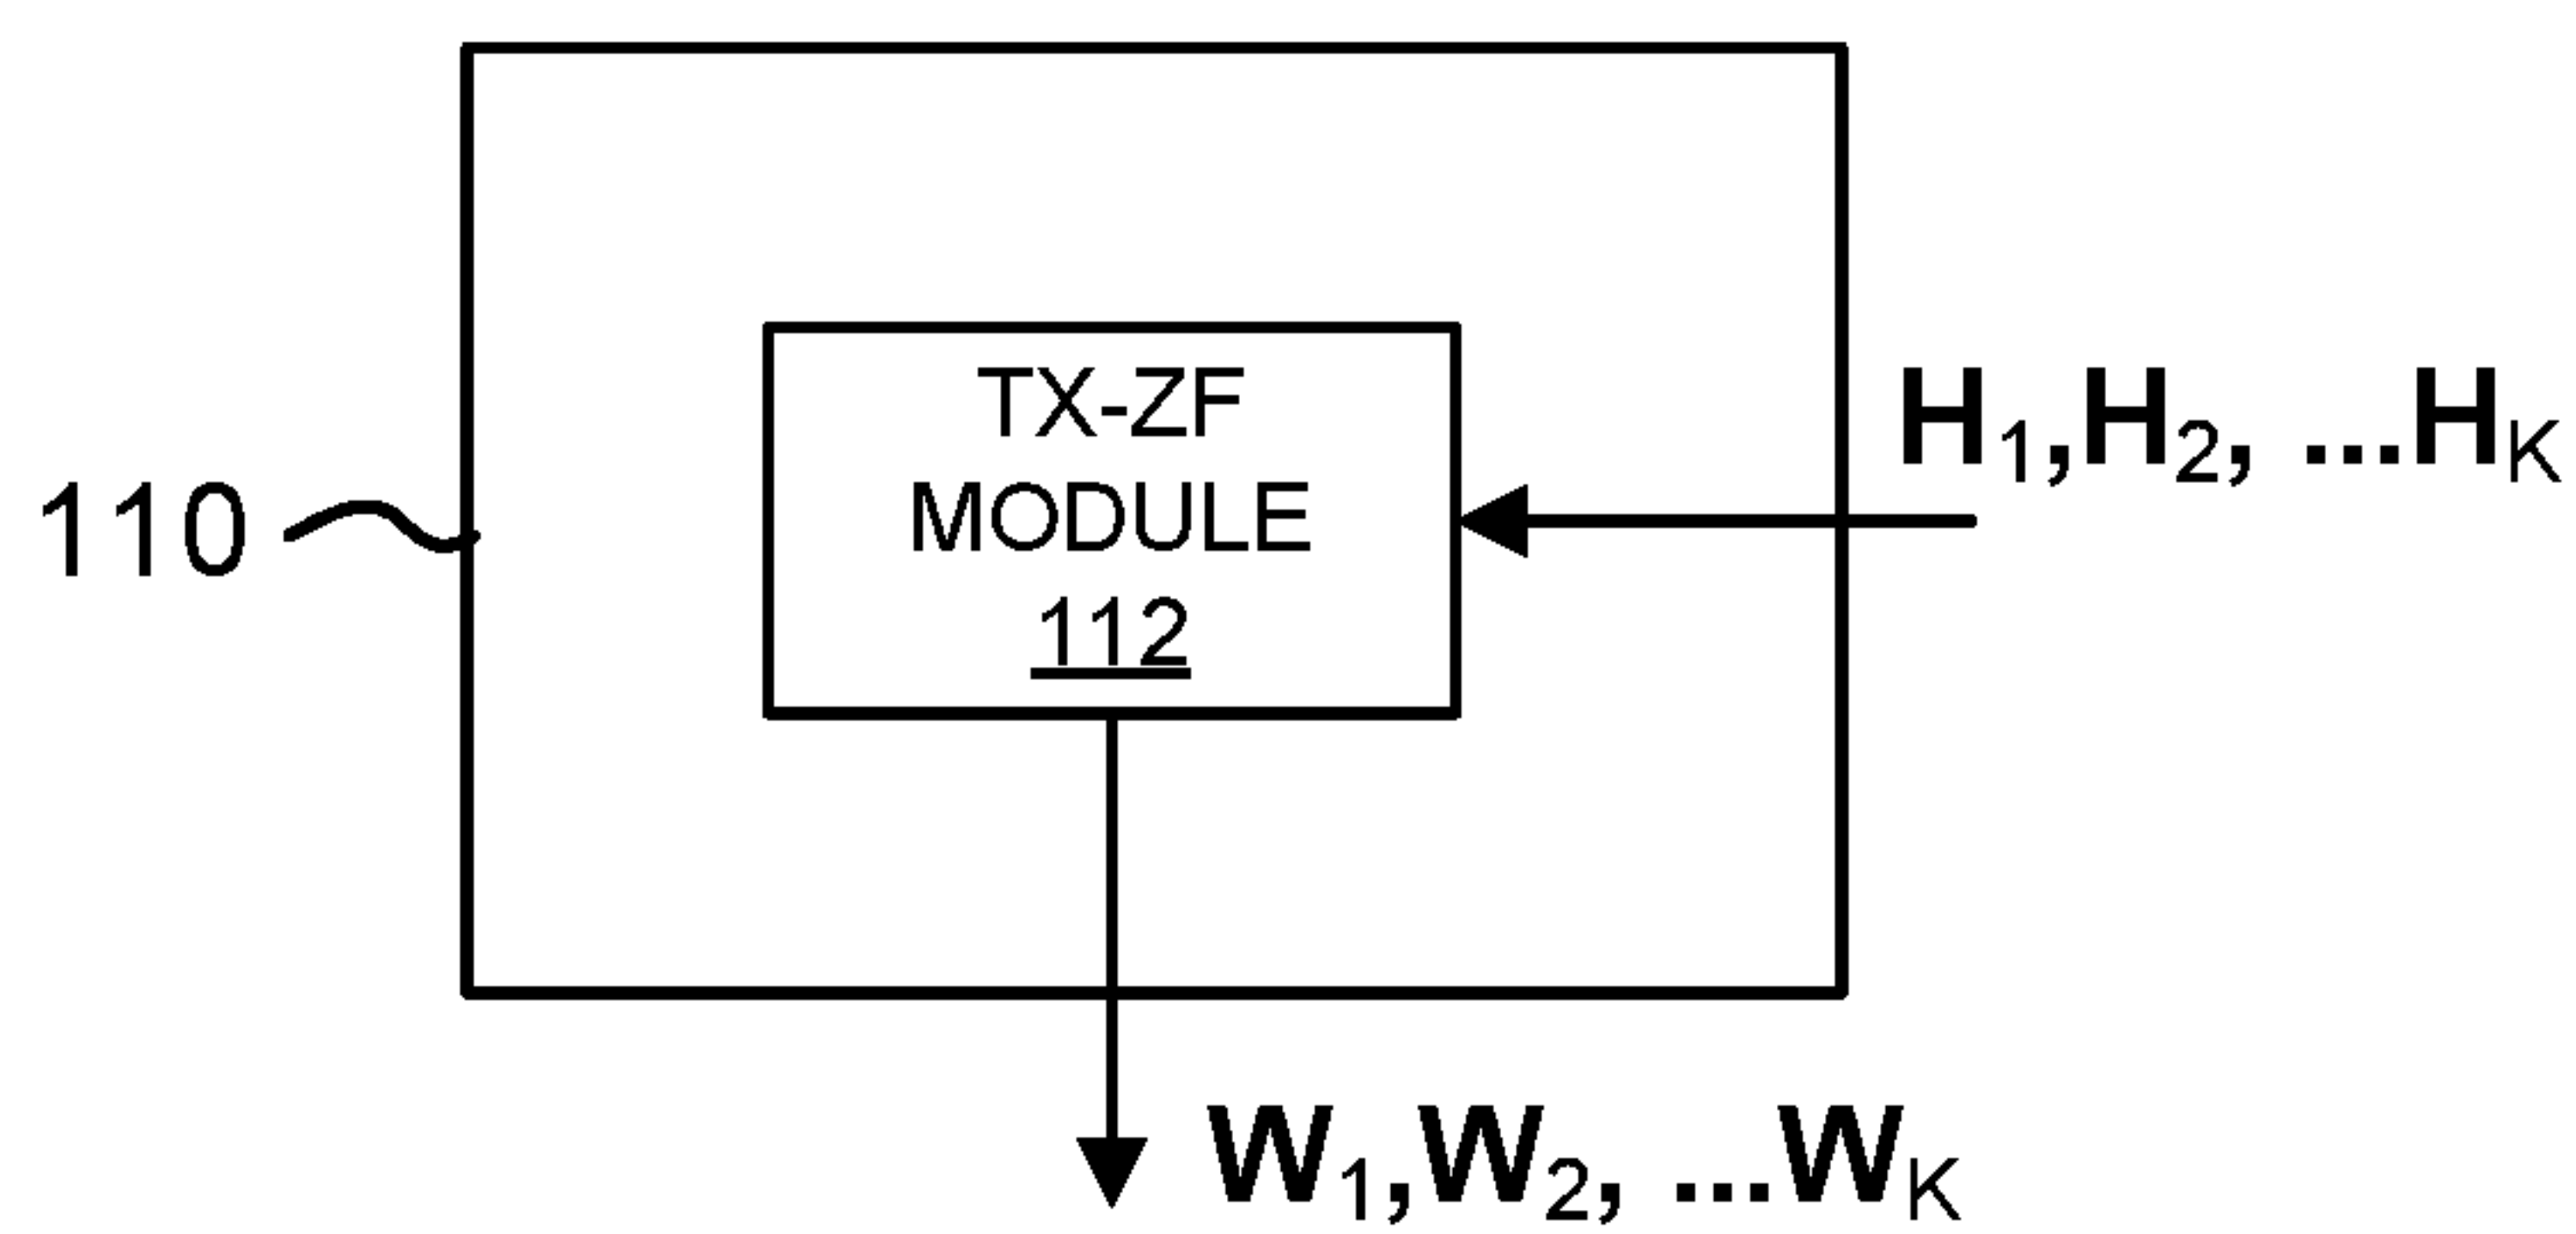 TX-ZF
MODULE
112
110
H1,H2, ...HK
W1,W2, ...WK